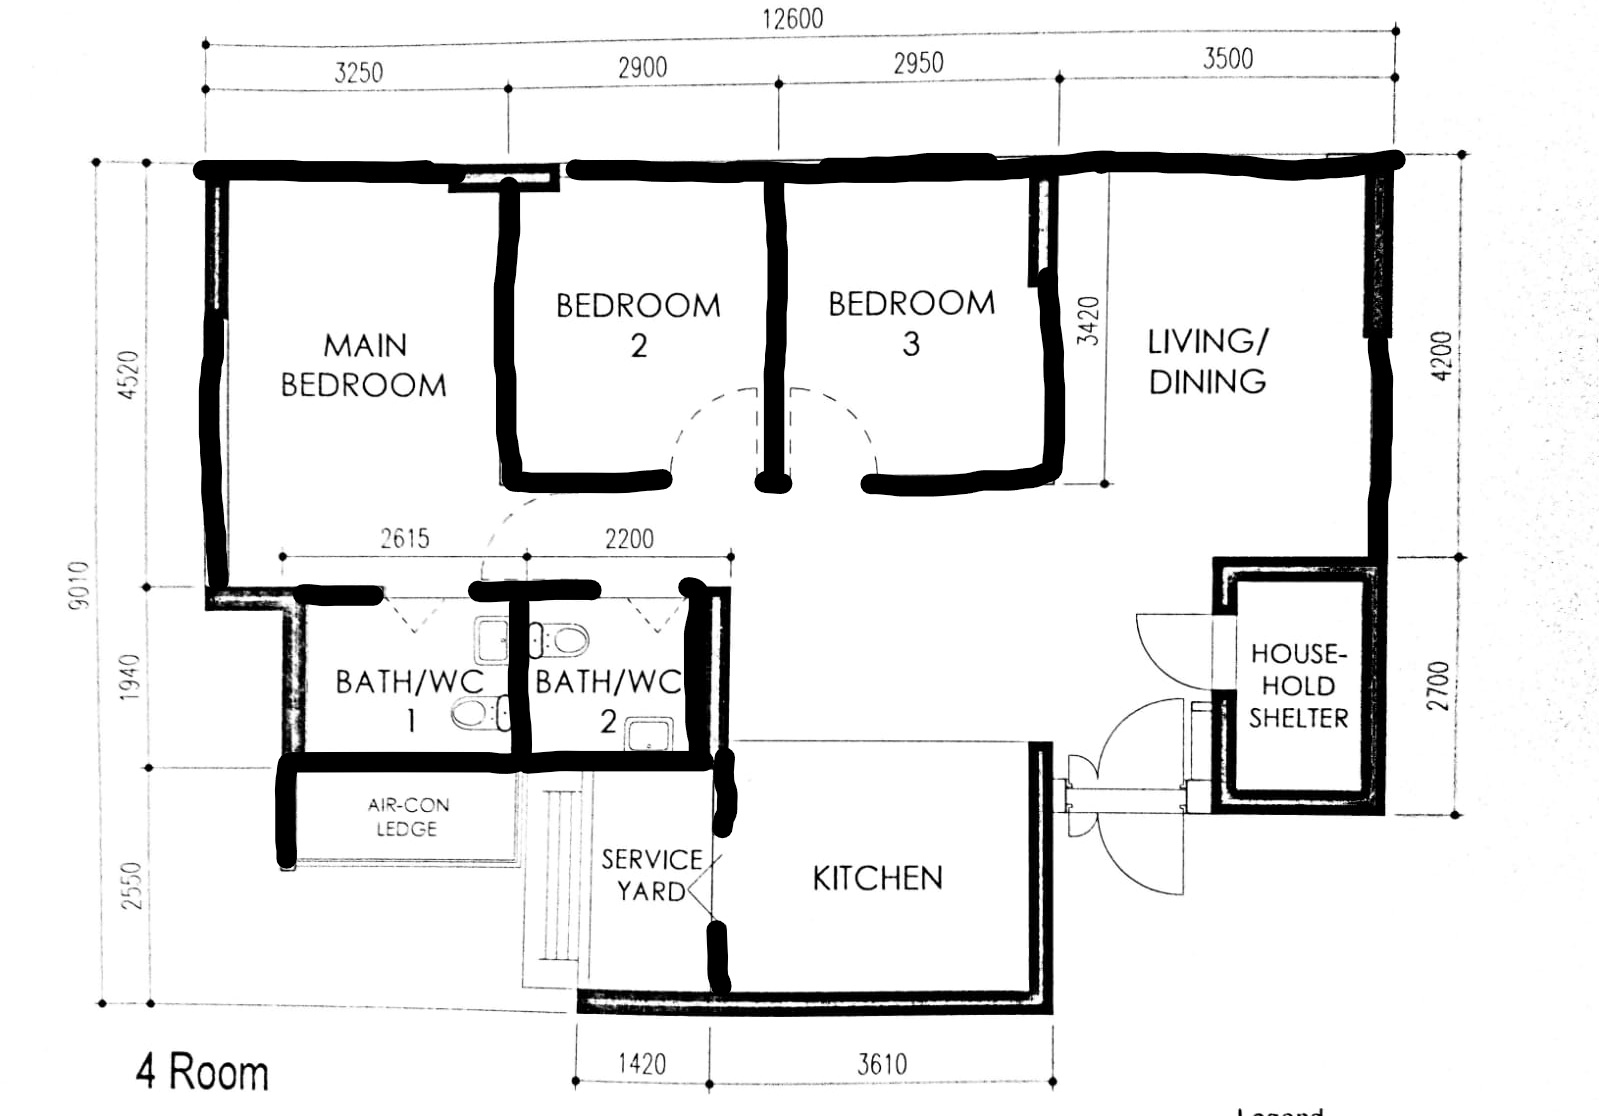 12600
3250
2900
2950
3500
MAIN
BEDROOM
BEDROOM
2
BEDROOM
3
LIVING/
DINING
3420
4520
4200
9010
2615
2200
1940
2700
BATH/WC
1
BATH/WC
2
HOUSE-
HOLD
SHELTER
AIR-CON
LEDGE
SERVICE
YARD
KITCHEN
2550
1420
3610
4 Room
Legend